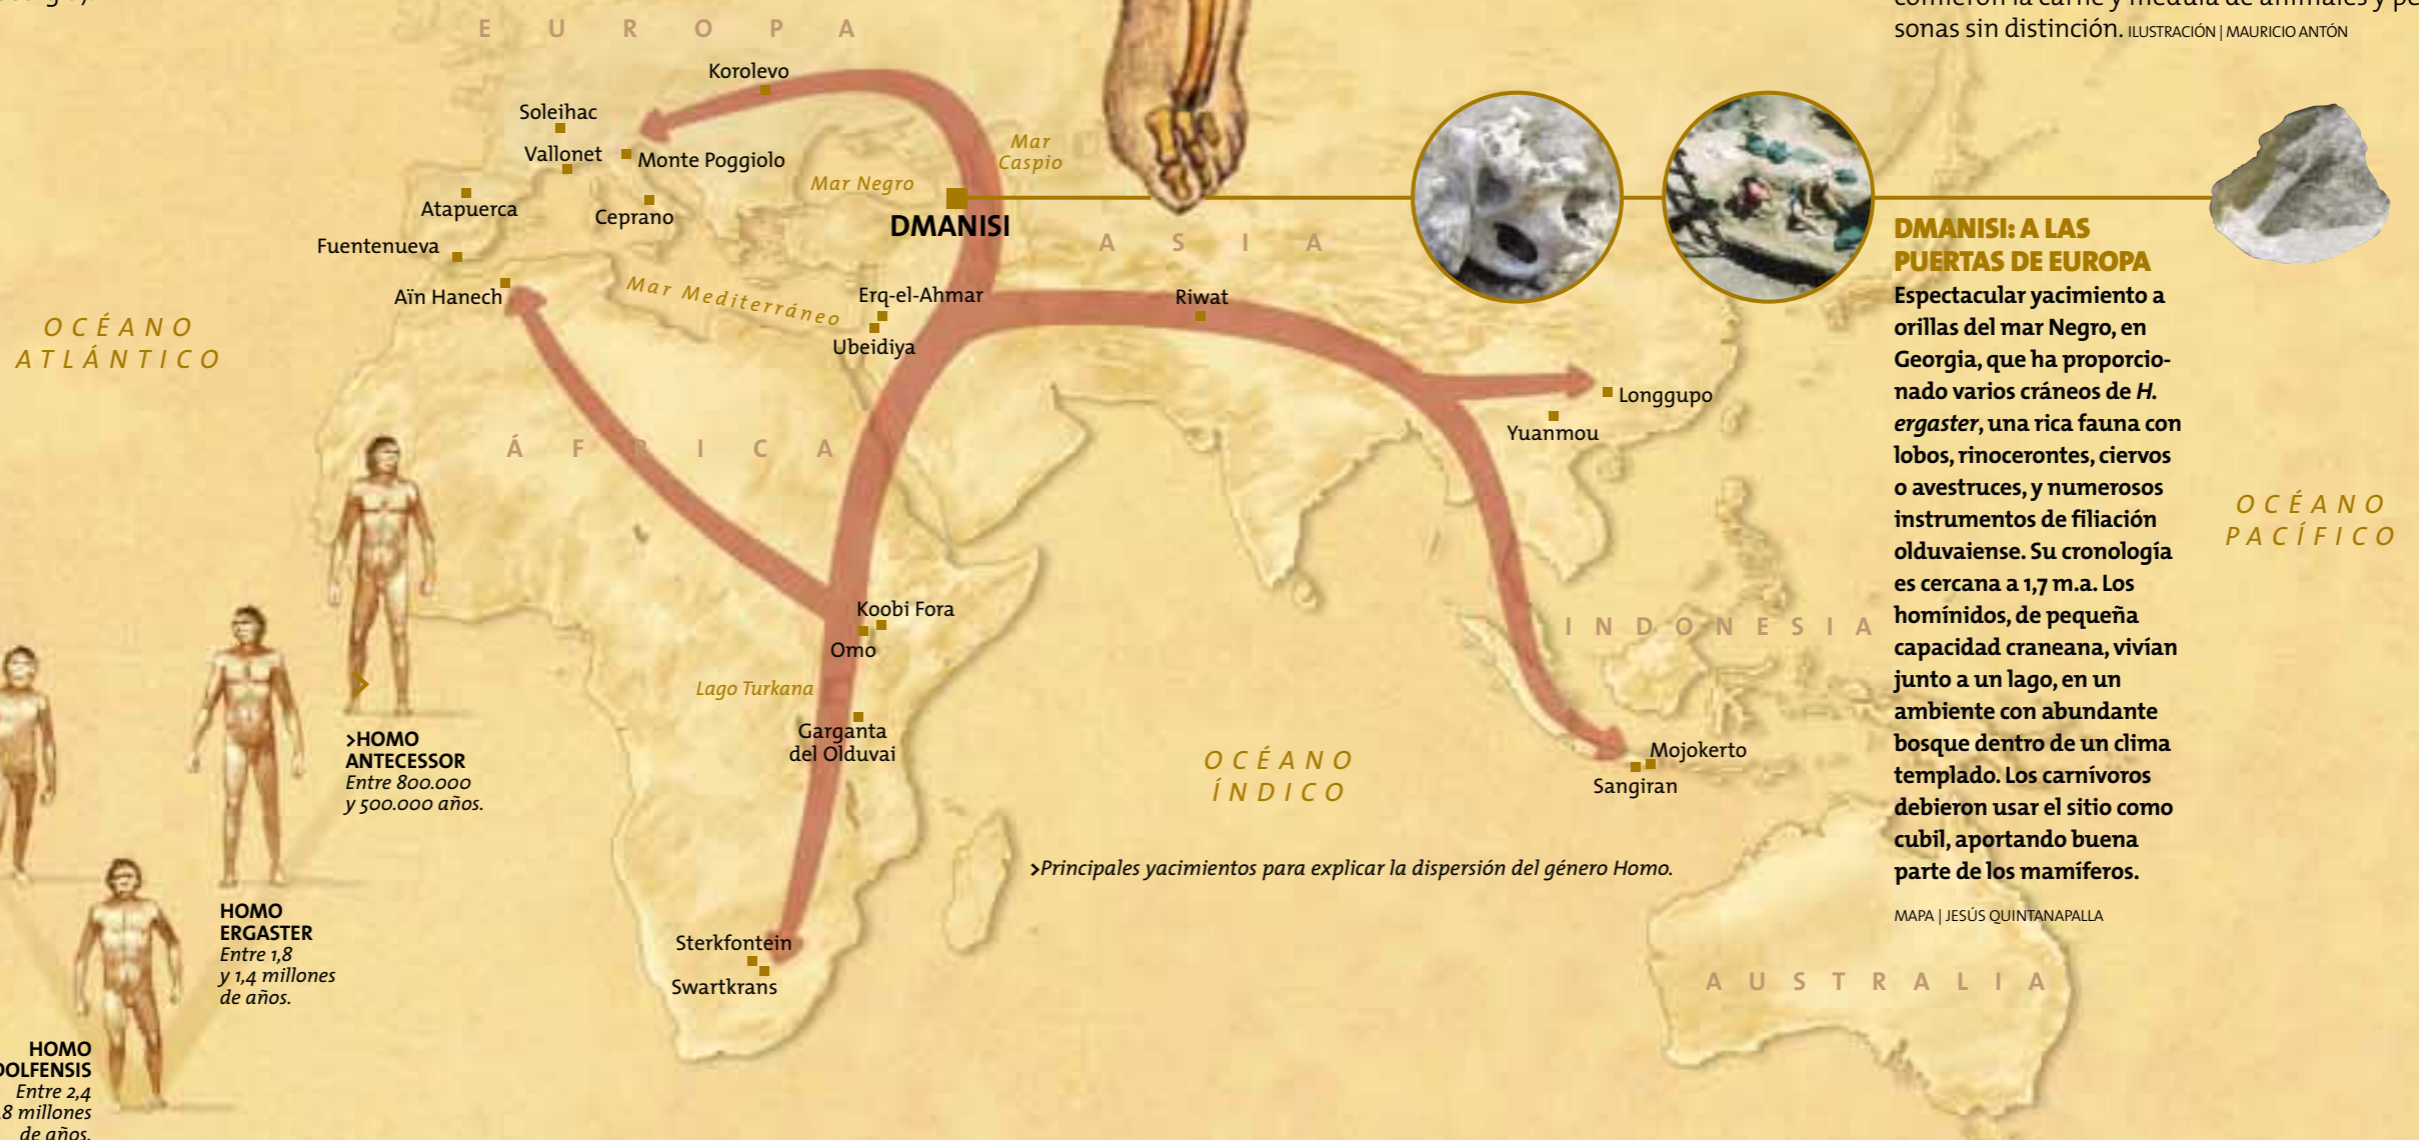 sonas sin distinción. ILUSTRACIÓN | MAURICIO ANTÓN
EUROPA
Korolevo
Soleihac
Vallonet
Monte Poggiolo
Atapuerca
Ceprano
Fuentenueva
Aïn Hanech
Mar Negro
Mar
Caspio
DMANISI
ASIA
Mar Mediterráneo
Erq-el-Ahmar
Ubeidiya
Riwat
OCÉANO
ATLÁNTICO
ÁFRICA
Longgupo
Yuanmou
Koobi Fora
Omo
Lago Turkana
Garganta
del Olduvai
INDONESIA
OCÉANO
ÍNDICO
Mojokerto
Sangiran
OCÉANO
PACÍFICO
>Principales yacimientos para explicar la dispersión del género Homo.
Sterkfontein
Swartkrans
AUSTRALIA
>HOMO
ANTECESSOR
Entre 800.000
y 500.000 años.
HOMO
ERGASTER
Entre 1,8
y 1,4 millones
de años.
HOMO
DOLFENSIS
Entre 2,4
8 millones
de años.
DMANISI: A LAS
PUERTAS DE EUROPA
Espectacular yacimiento a
orillas del mar Negro, en
Georgia, que ha proporcio-
nado varios cráneos de H.
ergaster, una rica fauna con
lobos, rinocerontes, ciervos
o avestruces, y numerosos
instrumentos de filiación
olduvaiense. Su cronología
es cercana a 1,7 m.a. Los
homínidos, de pequeña
capacidad craneana, vivían
junto a un lago, en un
ambiente con abundante
bosque dentro de un clima
templado. Los carnívoros
debieron usar el sitio como
cubil, aportando buena
parte de los mamíferos.
MAPA | JESÚS QUINTANAPALLA